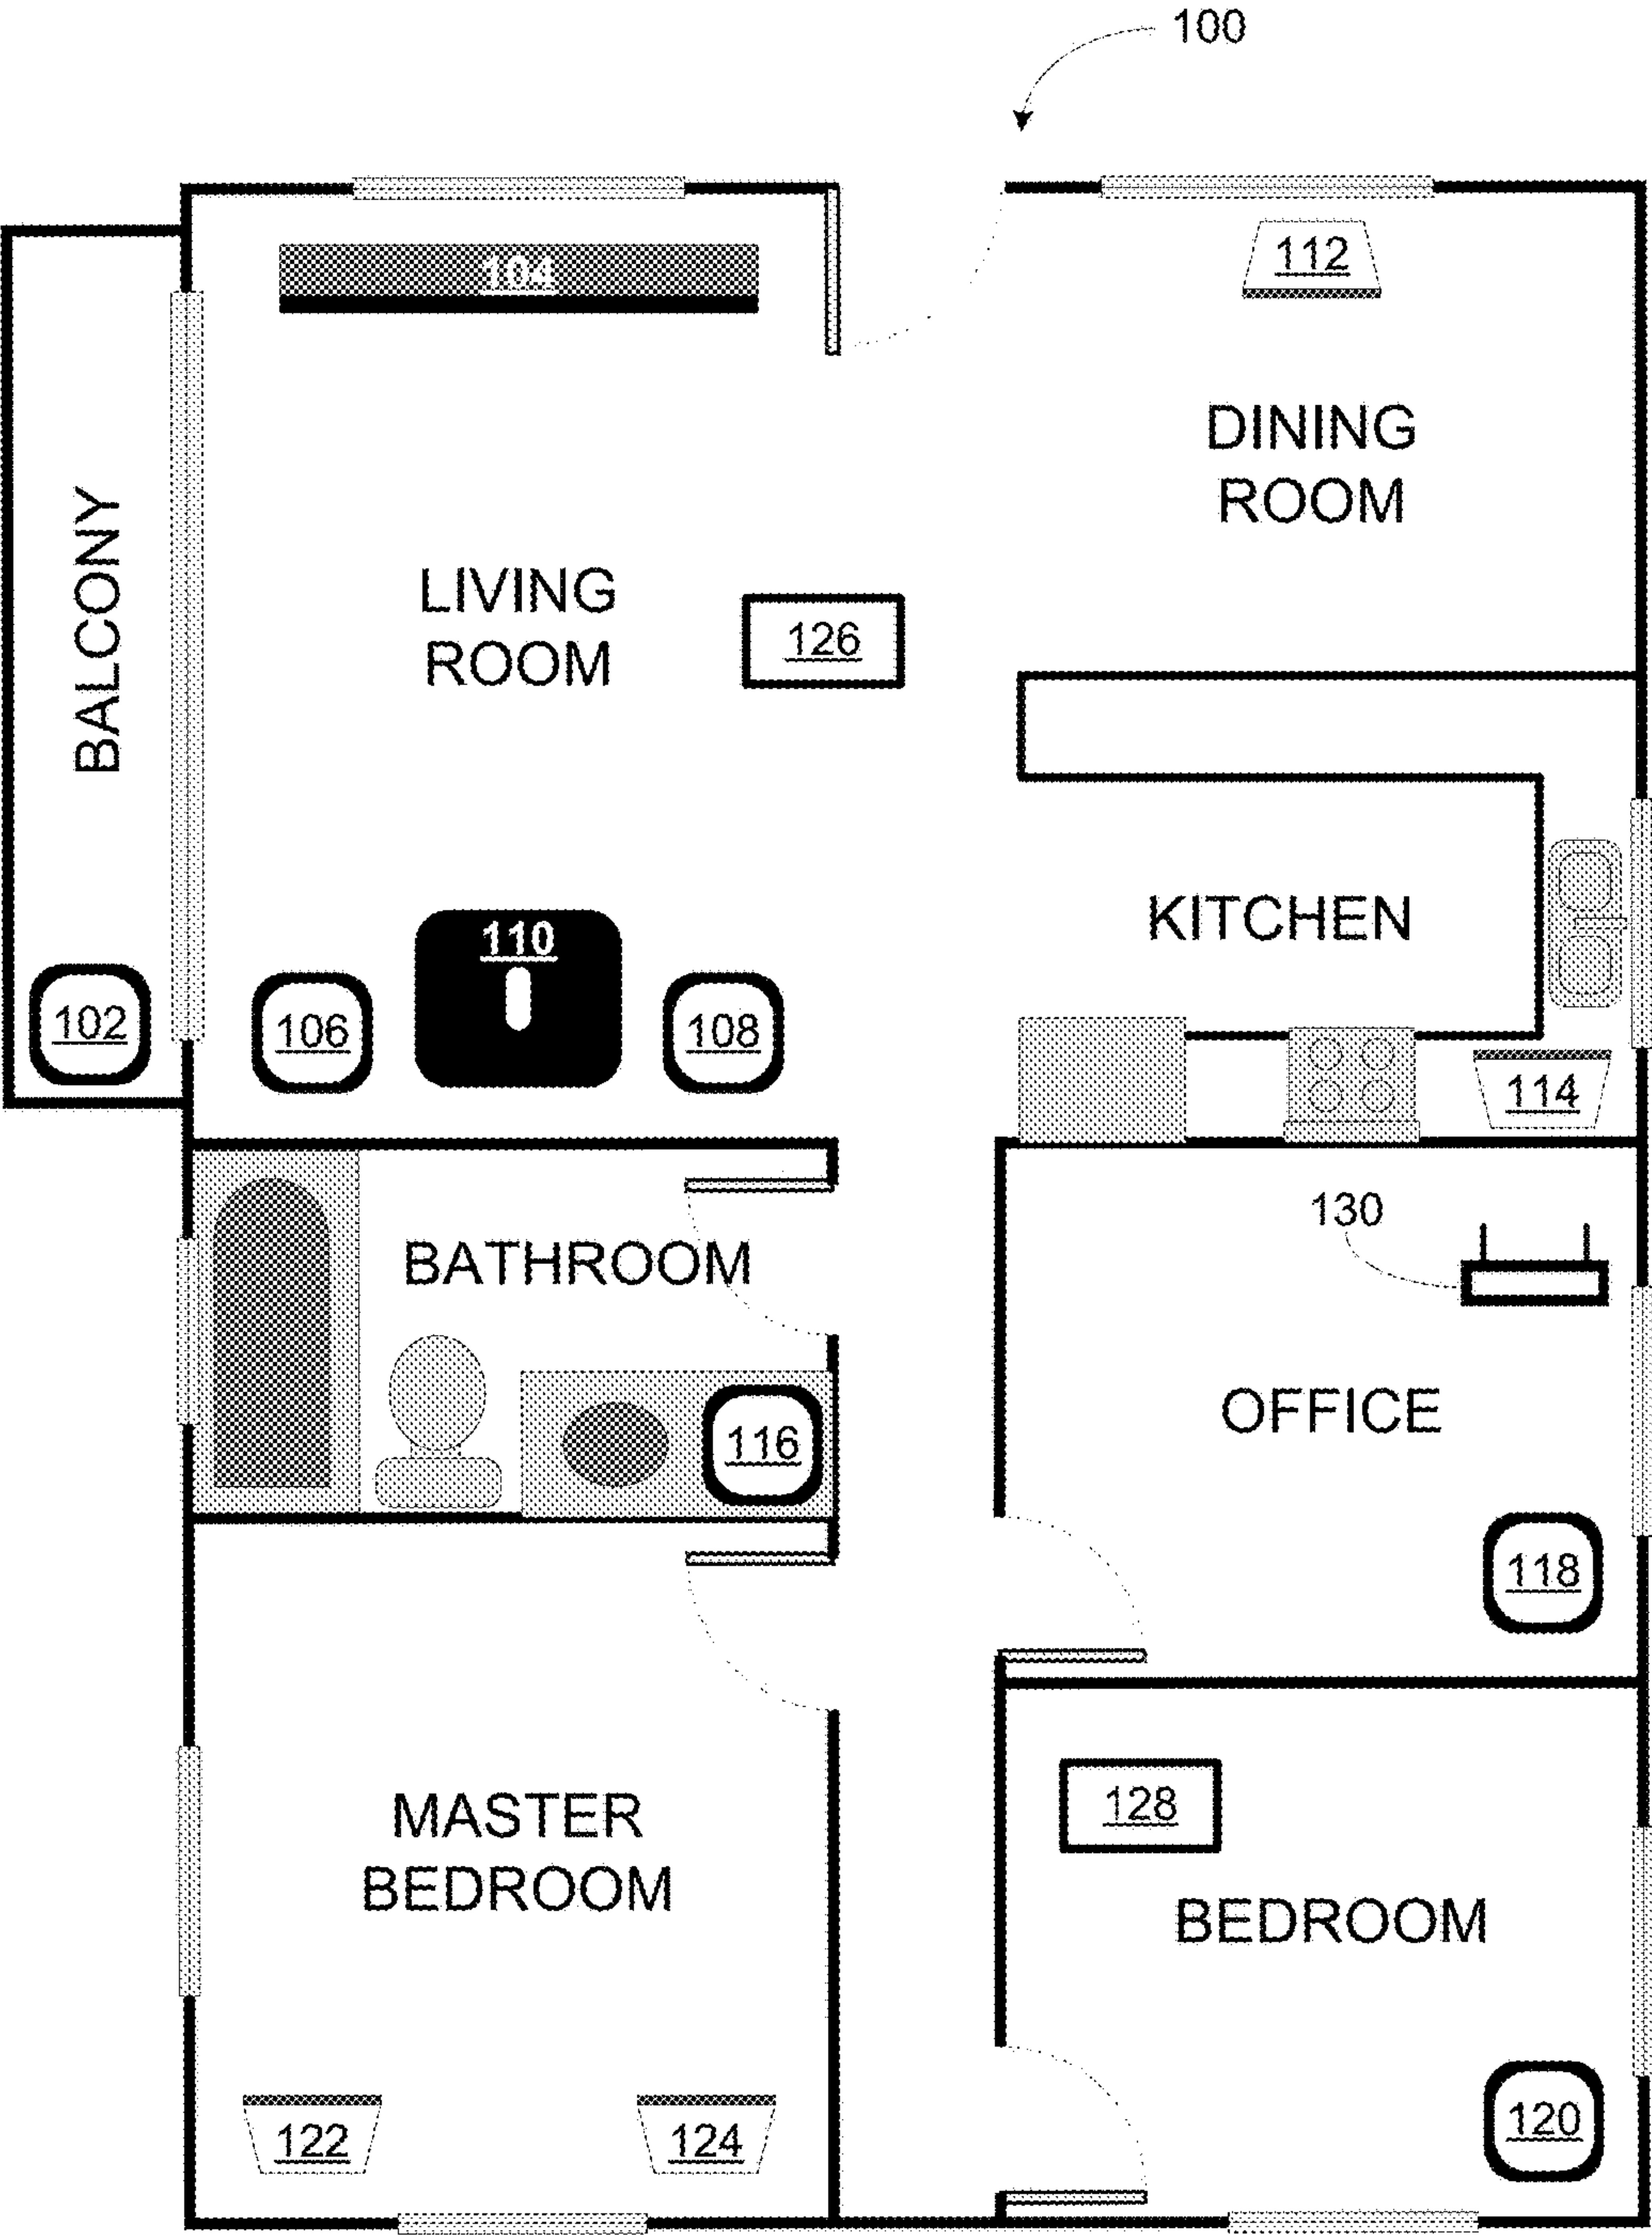 100
104
112
DINING
ROOM
BALCONY
LIVING
ROOM
126
KITCHEN
110
102
106
108
114
130
BATHROOM
OFFICE
116
118
128
MASTER
BEDROOM
BEDROOM
122
124
120